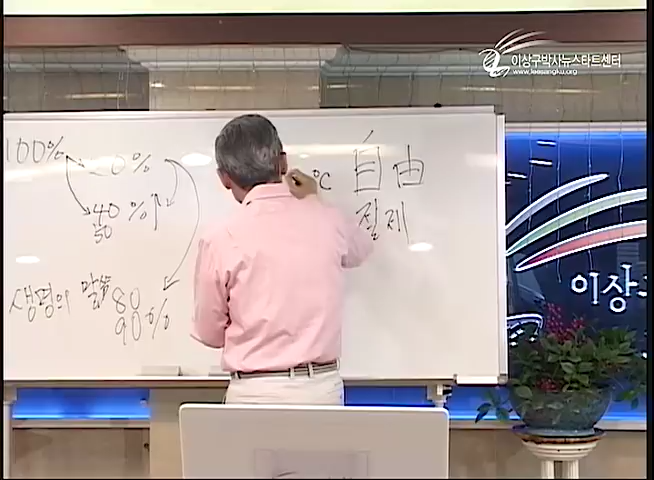 이상구박사뉴스타트센터
www.leesangku.org
100% 20%
℃ 自由
40%
50
절제
생명의 말씀 80
90%
이상